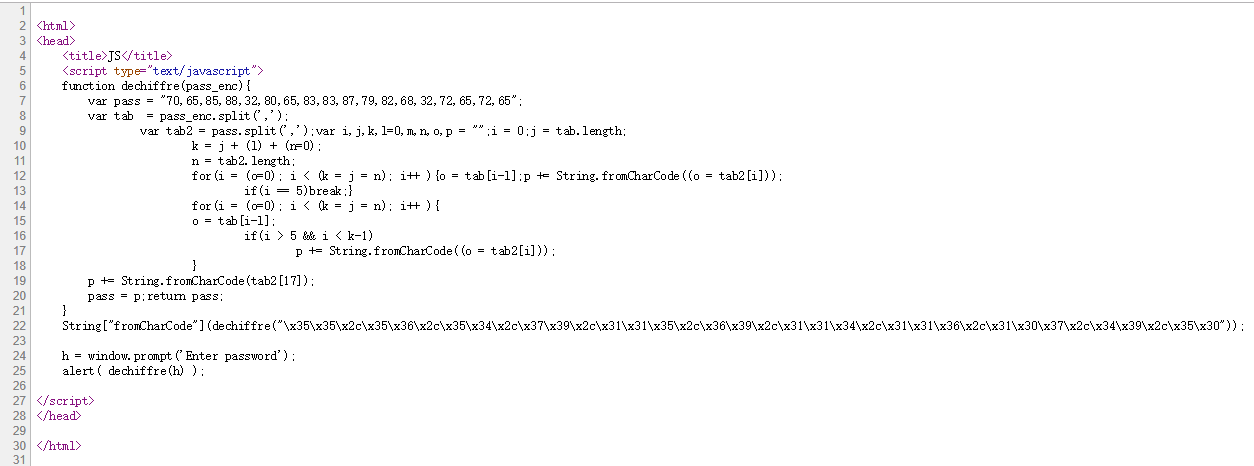 1
2 <html>
3 <head>
4 <title>JS</title>
5 <script type="text/javascript">
6 function dechiffre(pass_enc){
7 var pass = "70,65,85,88,32,80,65,83,83,87,79,82,68,32,72,65,72,65";
8 var tab = pass_enc.split(',');
9 var tab2 = pass.split(',');var i,j,k,l=0,m,n,o,p = "";i = 0;j = tab.length;
10 k = j + (l) + (n=0);
11 n = tab2.length;
12 for(i = (o=0); i < (k = j = n); i++ ){o = tab[i-l];p += String.fromCharCode((o = tab2[i]));
13 if(i == 5)break;}
14 for(i = (o=0); i < (k = j = n); i++ ){
15 o = tab[i-l];
16 if(i > 5 && i < k-1)
17 p += String.fromCharCode((o = tab2[i]));
18 }
19 p += String.fromCharCode(tab2[17]);
20 pass = p;return pass;
21 }
22 String["fromCharCode"](dechiffre("\x35\x35\x2c\x35\x36\x2c\x35\x34\x2c\x37\x39\x2c\x31\x31\x35\x2c\x36\x39\x2c\x31\x31\x34\x2c\x31\x31\x36\x2c\x31\x30\x37\x2c\x34\x39\x2c\x35\x30"));
23
24 h = window.prompt('Enter password');
25 alert( dechiffre(h) );
26
27 </script>
28 </head>
29
30 </html>
31